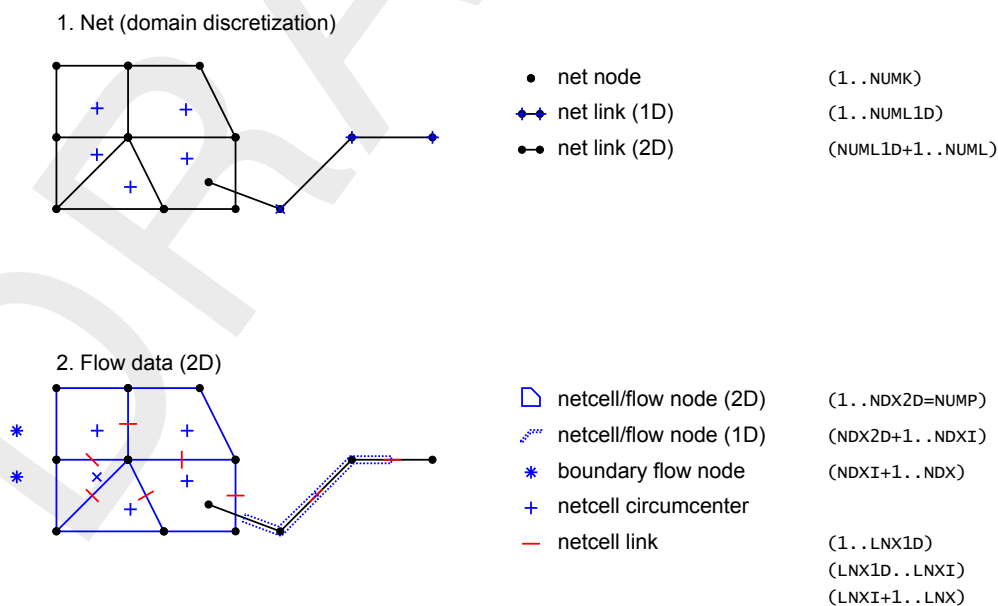 1. Net (domain discretization)
net node (1..NUMK)
net link (1D) (1..NUML1D)
net link (2D) (NUML1D+1..NUML)
2. Flow data (2D)
netcell/flow node (2D) (1..NDX2D=NUMP)
netcell/flow node (1D) (NDX2D+1..NDXI)
boundary flow node (NDXI+1..NDX)
netcell circumcenter
netcell link (1..LNX1D)
(LNX1D..LNXI)
(LNXI+1..LNX)